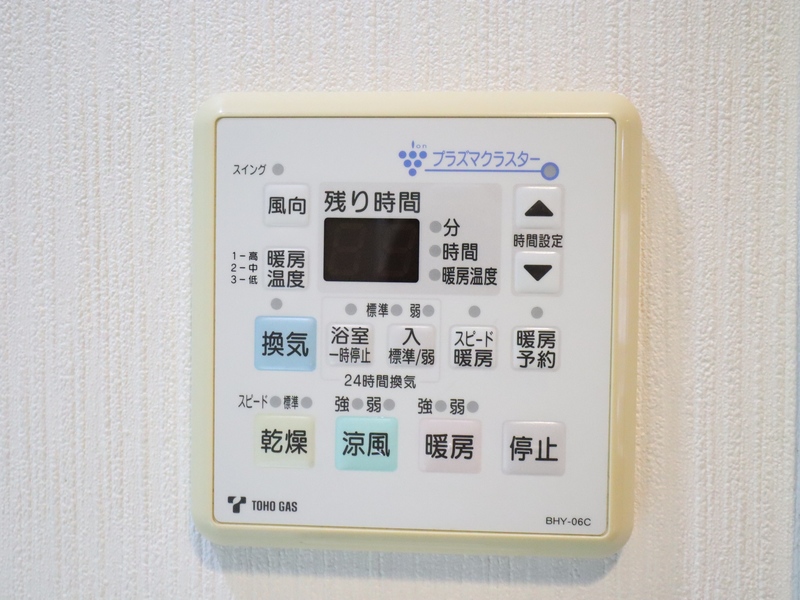 Ion
プラズマクラスター
スイング
風向
残り時間
分
時間
暖房温度
時間設定
1-高
2-中
3-低
暖房
温度
換気
標準 弱
浴室
一時停止
入
標準/弱
24時間換気
スピード
暖房
暖房
予約
スピード 標準
乾燥
強 弱
涼風
強 弱
暖房
停止
TOHO GAS
BHY-06C